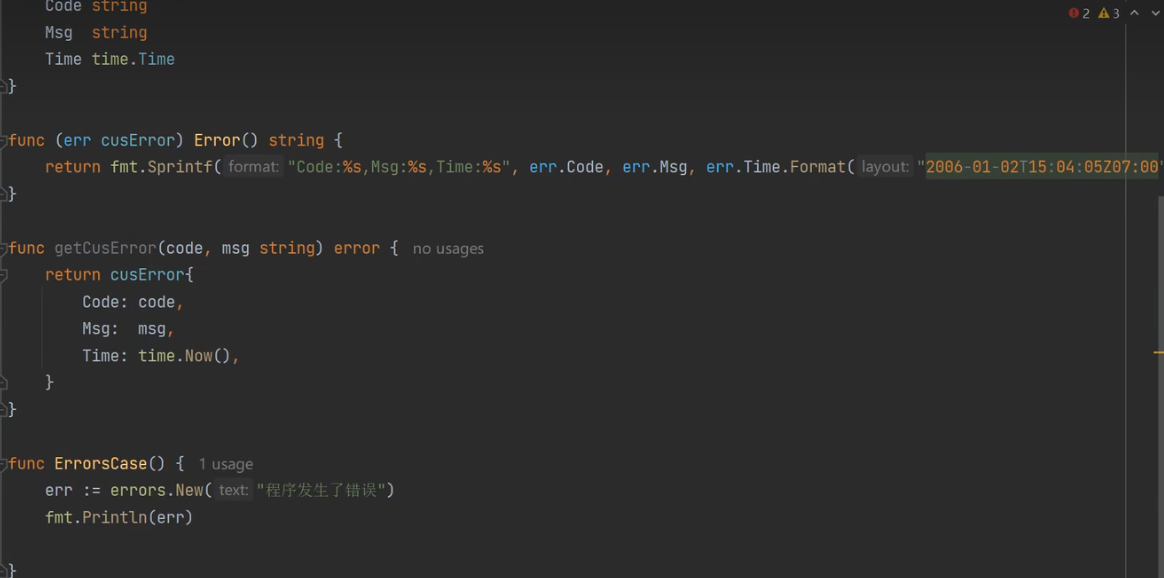 2 3
Code string
Msg string
Time time.Time
}
func (err cusError) Error() string {
return fmt.Sprintf( format: "Code:%s,Msg:%s,Time:%s", err.Code, err.Msg, err.Time.Format( layout: "2006-01-02T15:04:05Z07:00"
}
func getCusError(code, msg string) error { no usages
return cusError{
Code: code,
Msg: msg,
Time: time.Now(),
}
}
func ErrorsCase() { 1 usage
err := errors.New( text: "程序发生了错误")
fmt.Println(err)
}